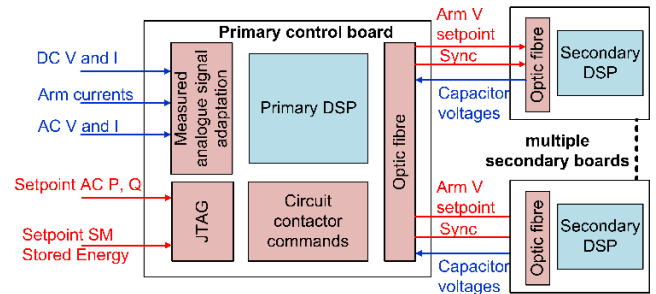 Primary control board
DC V and I
Arm currents
AC V and I
Setpoint AC P, Q
Setpoint SM
Stored Energy
Measured
analogue signal
adaptation
Primary DSP
JTAG
Circuit
contactor
commands
Optic fibre
Arm V
setpoint
Sync
Capacitor
voltages
Optic fibre
Secondary
DSP
multiple
secondary boards
Arm V
setpoint
Sync
Capacitor
voltages
Optic fibre
Secondary
DSP